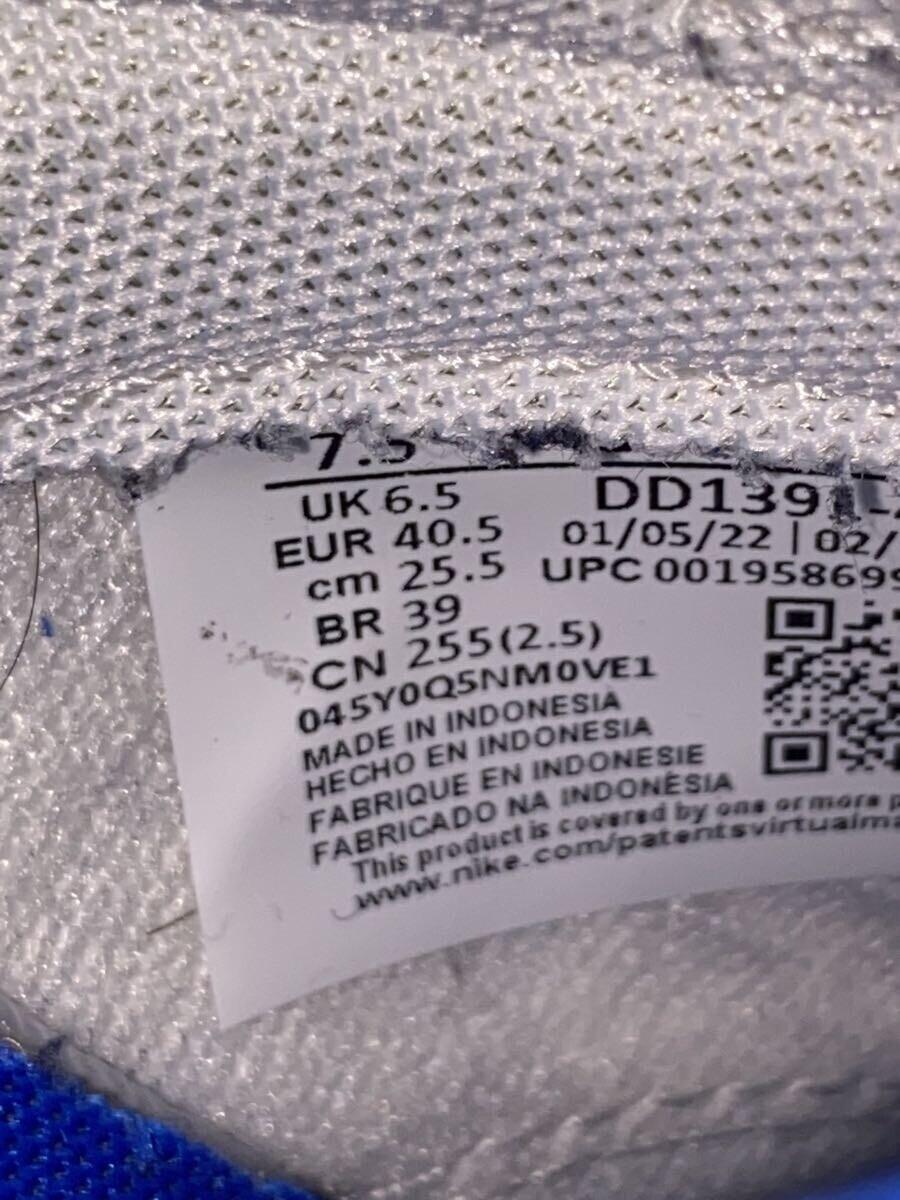 7.5
UK 6.5 DD139
EUR 40.5 01/05/22 | 02/
cm 25.5 UPC 001958699
BR 39
CN 255(2.5)
045Y0Q5NM0VE1
MADE IN INDONESIA
HECHO EN INDONESIA
FABRIQUE EN INDONESIE
FABRICADO NA INDONÉSIA
This product is covered by one or more p
www.nike.com/patentsvirtualma